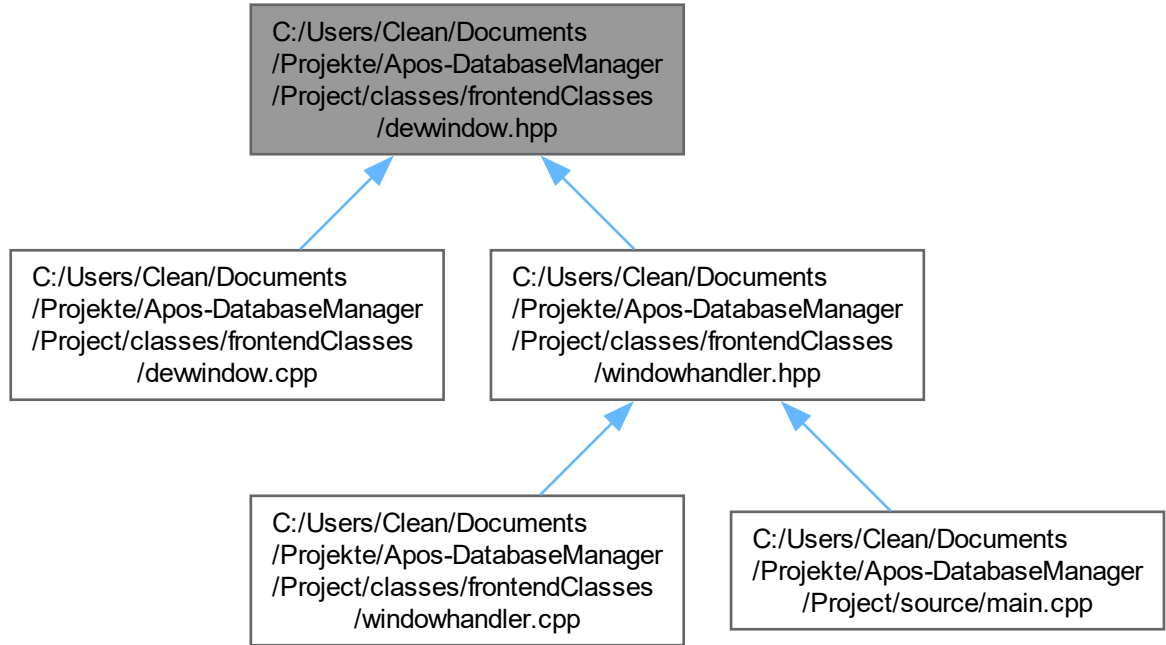 C:/Users/Clean/Documents
/Projekte/Apos-DatabaseManager
/Project/classes/frontendClasses
/devwindow.hpp
C:/Users/Clean/Documents
/Projekte/Apos-DatabaseManager
/Project/classes/frontendClasses
/devwindow.cpp
C:/Users/Clean/Documents
/Projekte/Apos-DatabaseManager
/Project/classes/frontendClasses
/windowhandler.hpp
C:/Users/Clean/Documents
/Projekte/Apos-DatabaseManager
/Project/classes/frontendClasses
/windowhandler.cpp
C:/Users/Clean/Documents
/Projekte/Apos-DatabaseManager
/Project/source/main.cpp